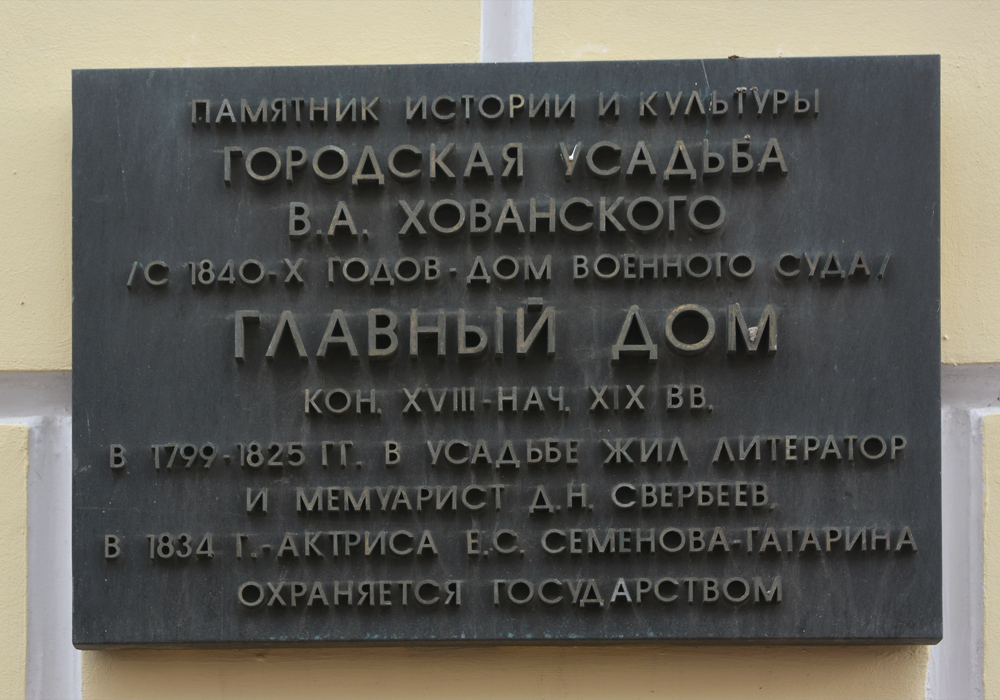 ПАМЯТНИК ИСТОРИИ И КУЛЬТУРЫ
ГОРОДСКАЯ УСАДЬБА
В.А. ХОВАНСКОГО
/С 1840-Х ГОДОВ - ДОМ ВОЕННОГО СУДА/
ГЛАВНЫЙ ДОМ
КОН. XVIII - НАЧ. XIX ВВ.
В 1799-1825 ГГ. В УСАДЬБЕ ЖИЛ ЛИТЕРАТОР
И МЕМУАРИСТ Д.Н. СВЕРБЕЕВ,
В 1834 Г.-АКТРИСА Е.С. СЕМЕНОВА-ГАГАРИНА
ОХРАНЯЕТСЯ ГОСУДАРСТВОМ